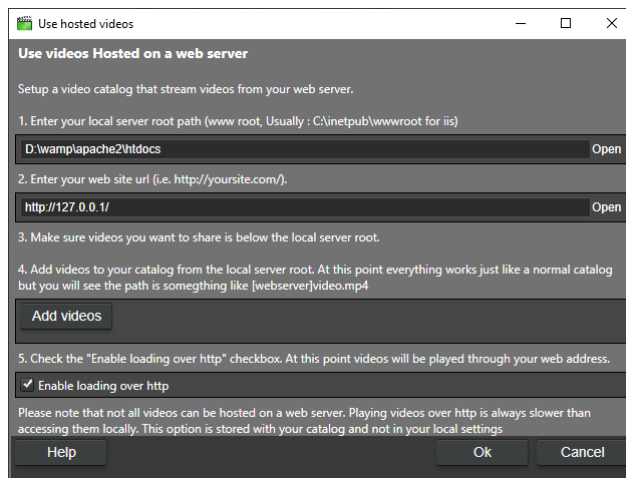 Use hosted videos
Use videos Hosted on a web server
Setup a video catalog that stream videos from your web server.
1. Enter your local server root path (www root, Usually : C:\inetpub\wwwroot for iis)
D:\wamp\apache2\htdocs Open
2. Enter your web site url (i.e. http://yoursite.com/).
http://127.0.0.1/ Open
3. Make sure videos you want to share is below the local server root.
4. Add videos to your catalog from the local server root. At this point everything works just like a normal catalog
but you will see the path is somegthing like [webserver]video.mp4
Add videos
5. Check the "Enable loading over http" checkbox. At this point videos will be played through your web address.
Enable loading over http
Please note that not all videos can be hosted on a web server. Playing videos over http is always slower than
accessing them locally. This option is stored with your catalog and not in your local settings
Help Ok Cancel